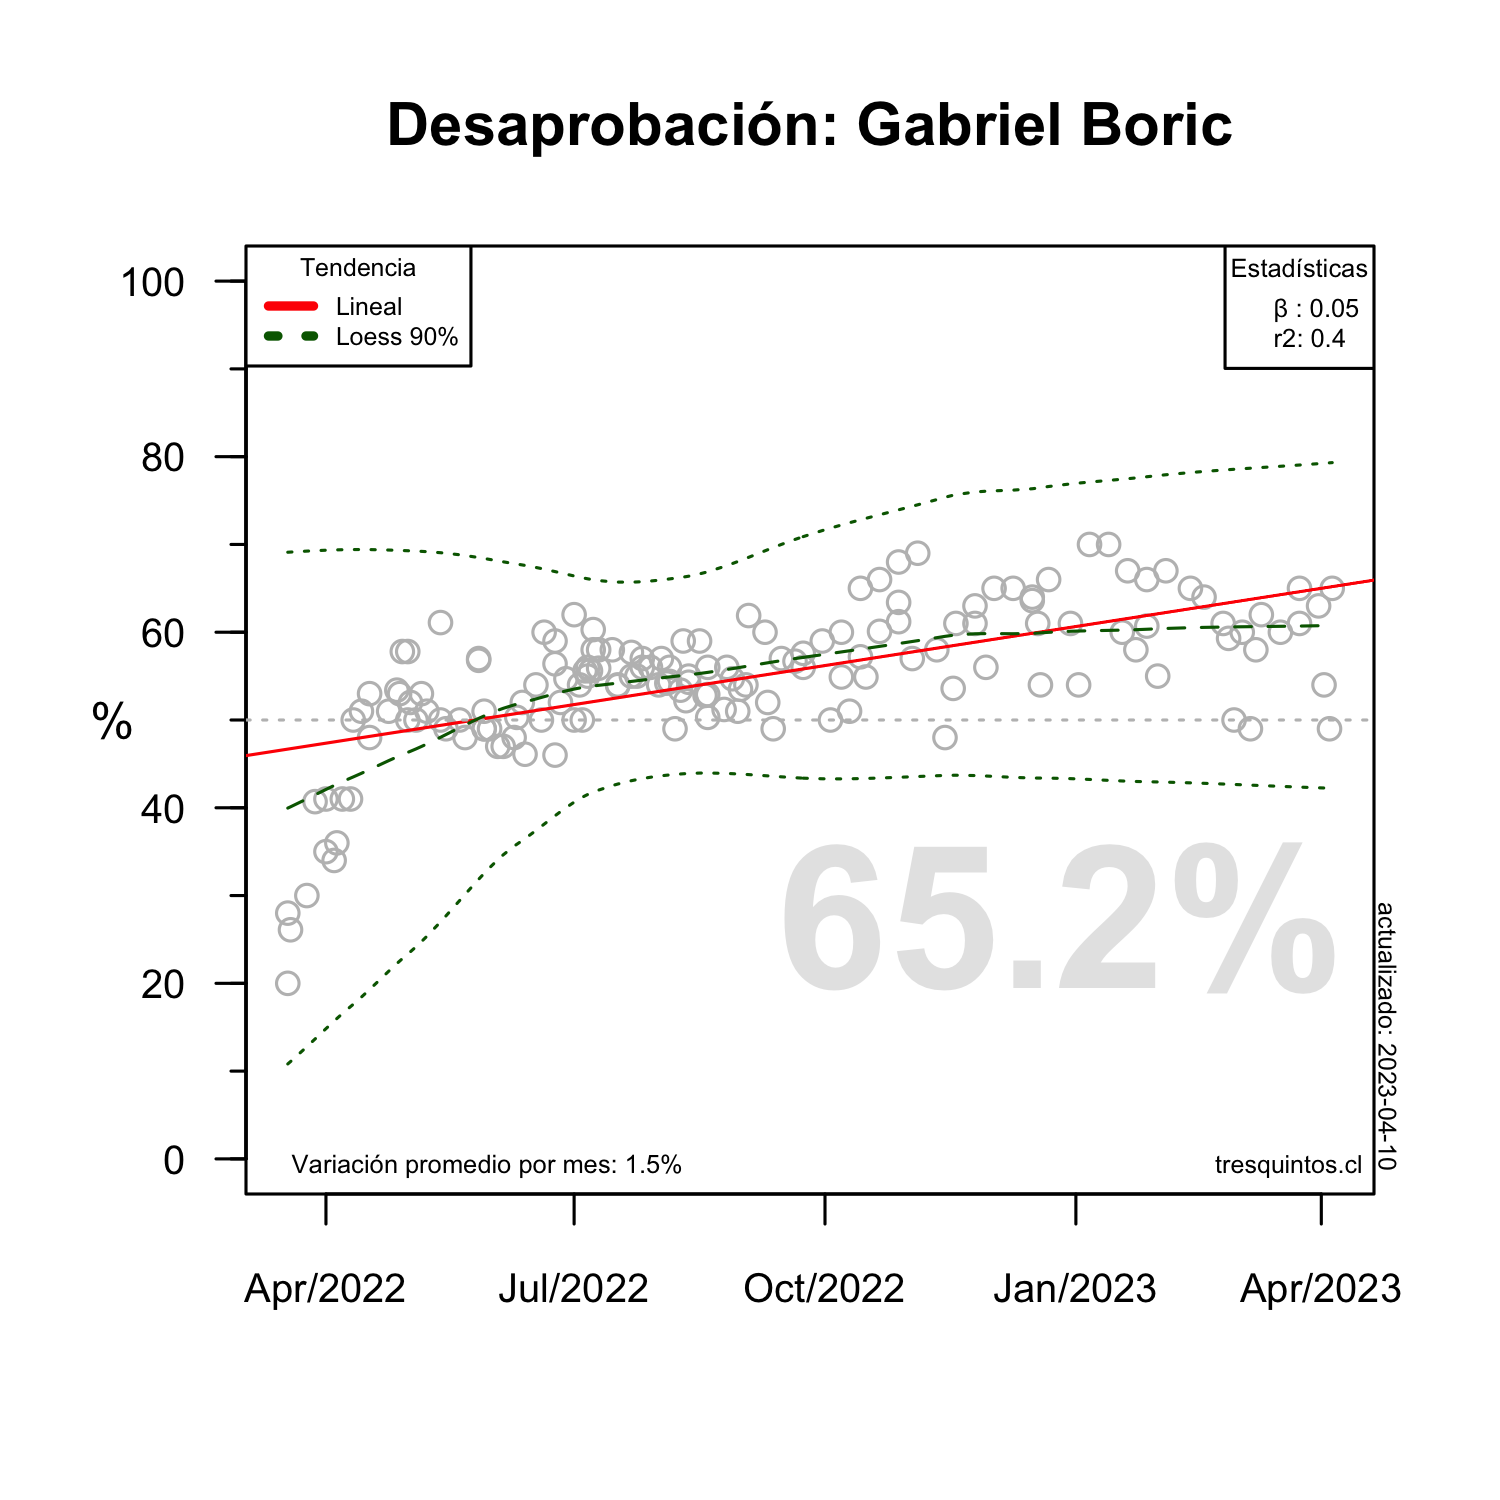 Desaprobación: Gabriel Boric
Tendencia
Lineal
Loess 90%
Estadísticas
β : 0.05
r2: 0.4
100
80
60
%
40
20
0
65.2%
actualizado: 2023-04-10
Variación promedio por mes: 1.5%
tresquintos.cl
Apr/2022
Jul/2022
Oct/2022
Jan/2023
Apr/2023